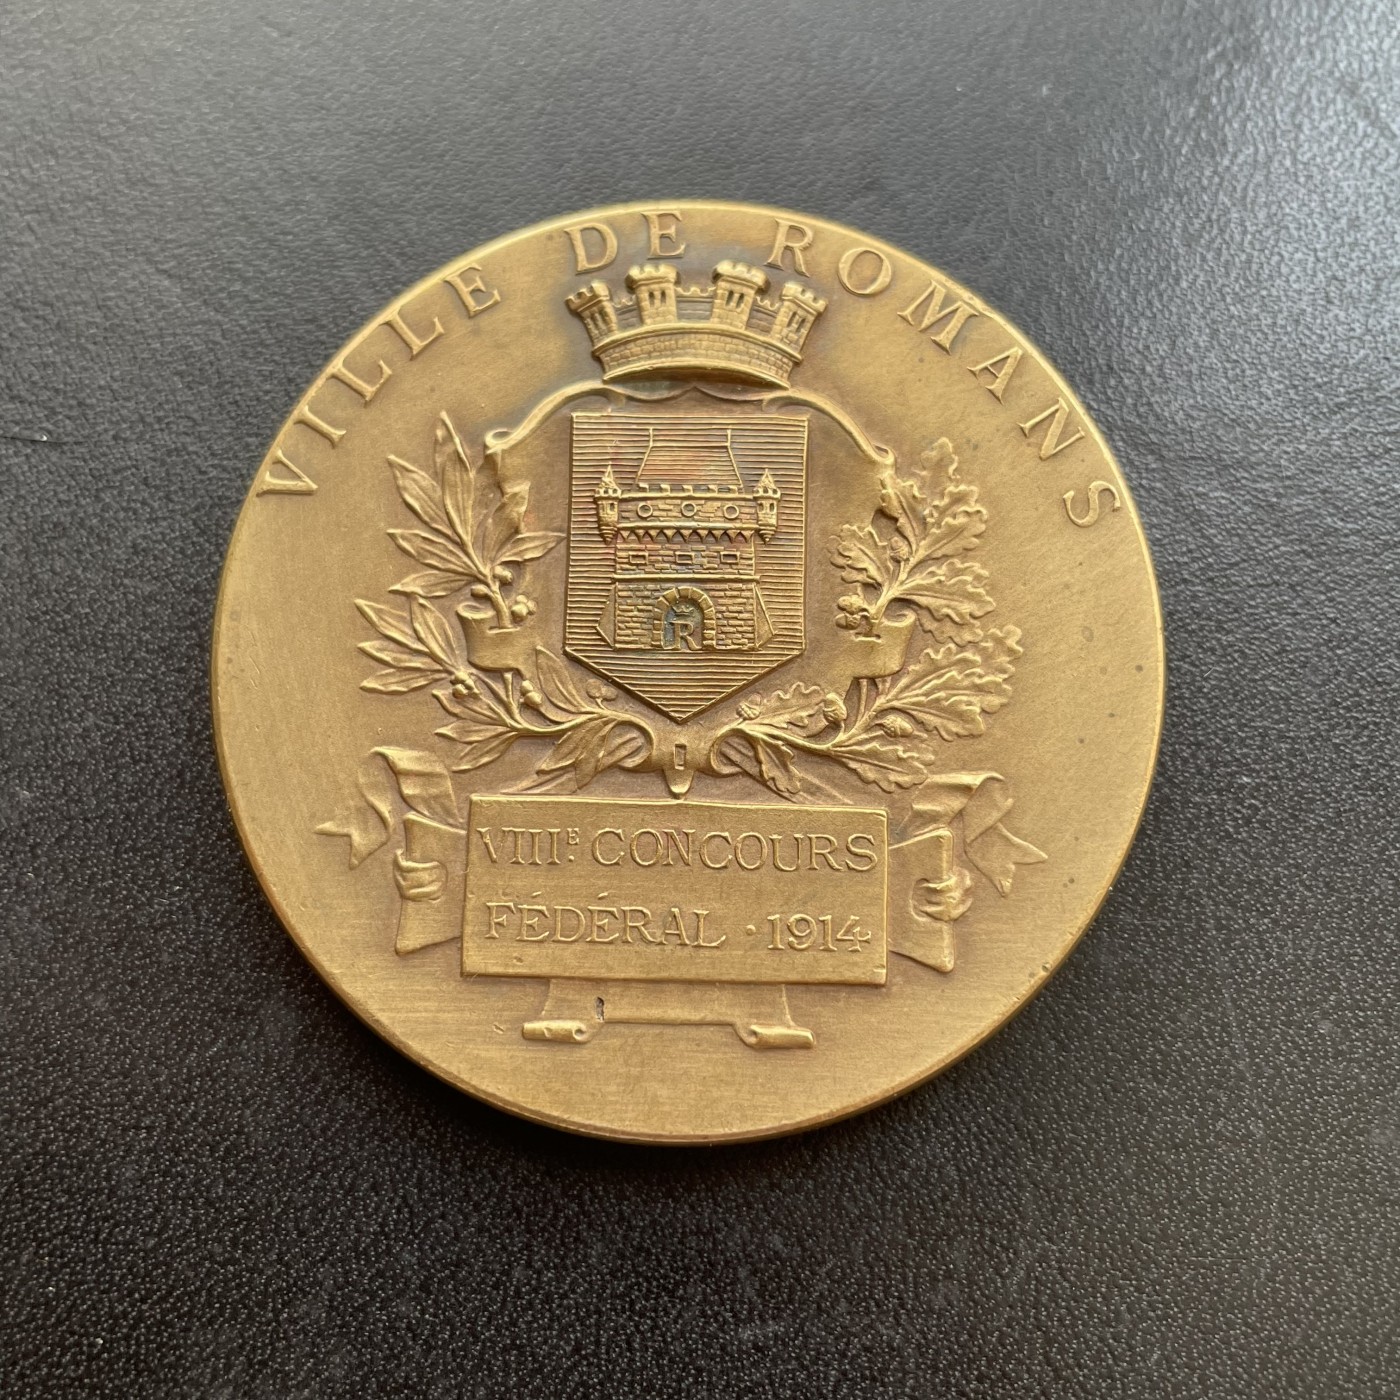 VILLE DE ROMANS
R
VIIIE. CONCOURS
FÉDÉRAL · 1914